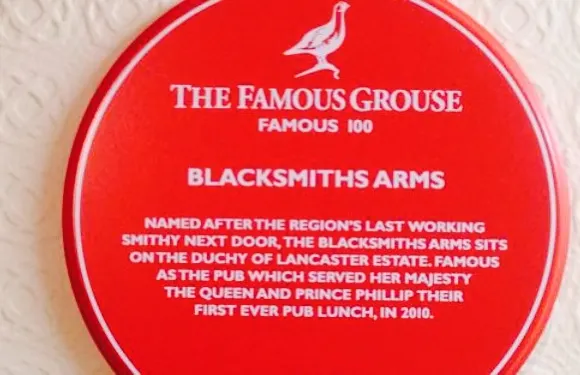 THE FAMOUS GROUSE
FAMOUS 100
BLACKSMITHS ARMS
NAMED AFTER THE REGION'S LAST WORKING
SMITHY NEXT DOOR, THE BLACKSMITHS ARMS SITS
ON THE DUCHY OF LANCASTER ESTATE. FAMOUS
AS THE PUB WHICH SERVED HER MAJESTY
THE QUEEN AND PRINCE PHILLIP THEIR
FIRST EVER PUB LUNCH, IN 2010.